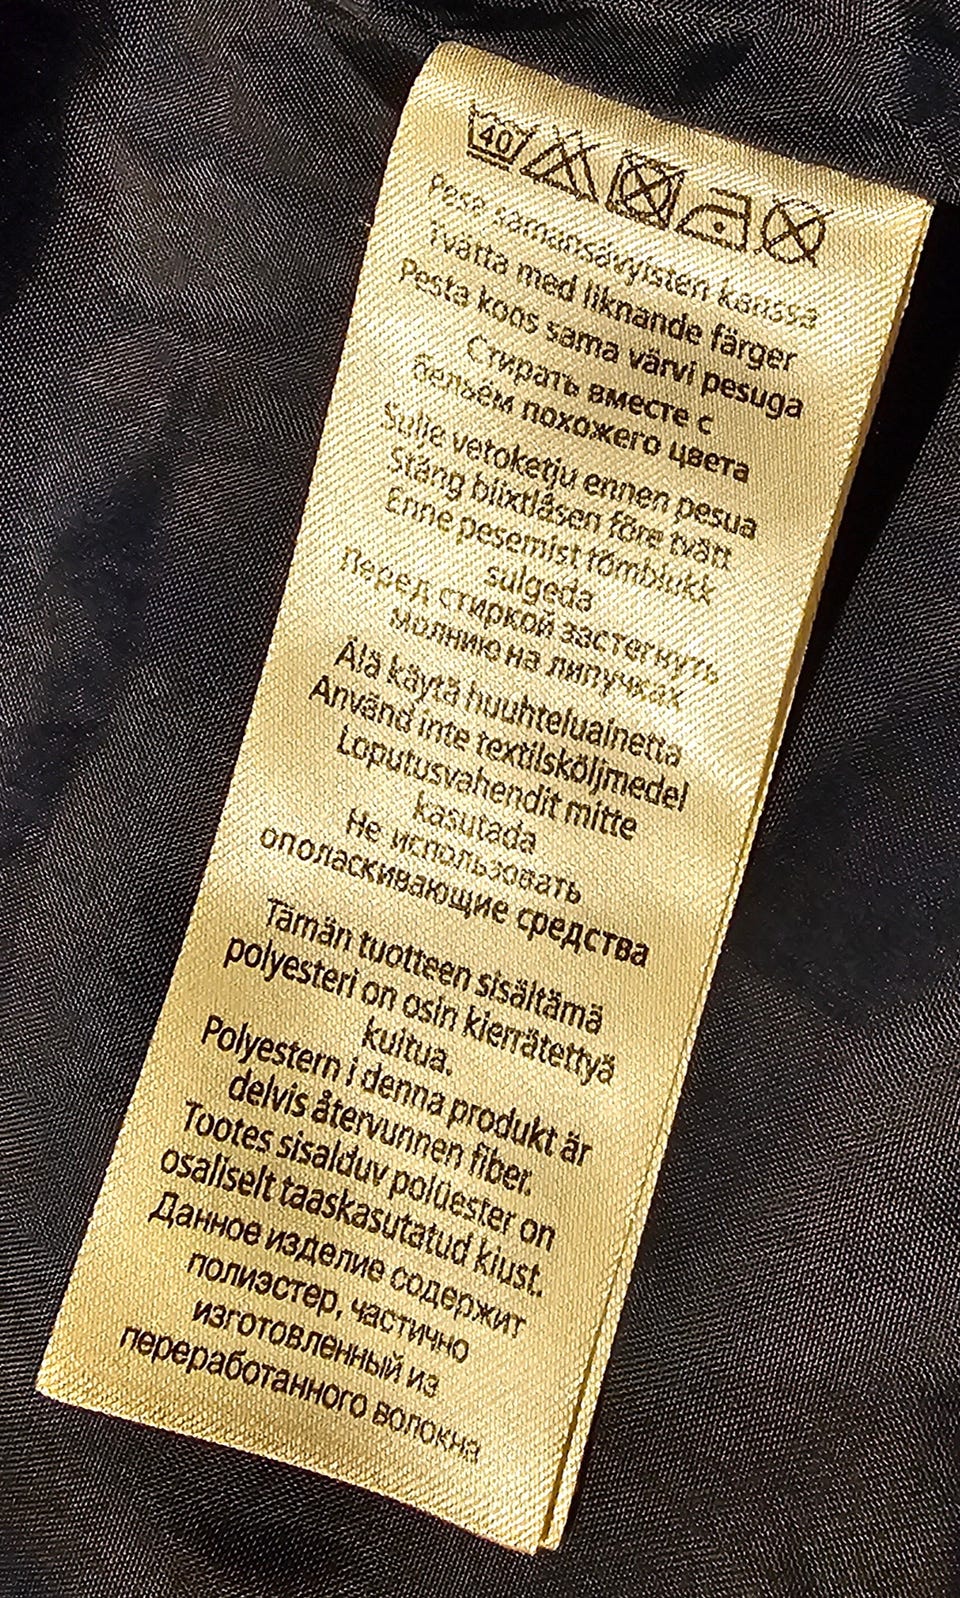 40
Pese samansävyisten kanssa
Tvätta med liknande färger
Pesta koos sama värvi pesuga
Стирать вместе с
бельём похожего цвета
Sulje vetoketju ennen pesua
Stäng blixtlåsen före tvätt
Enne pesemist tõmblukk
sulgeda
Перед стиркой застегнуть
молнию на липучках
Älä käytä huuhteluainetta
Använd inte textilsköljmedel
Loputusvahendit mitte
kasutada
Не использовать
ополаскивающие средства
Tämän tuotteen sisältämä
polyesteri on osin kierrätettyä
kuitua.
Polyestern i denna produkt är
delvis återvunnen fiber.
Tootes sisalduv polüester on
osaliselt taaskasutatud kiust.
Данное изделие содержит
полиэстер, частично
изготовленный из
переработанного волокна